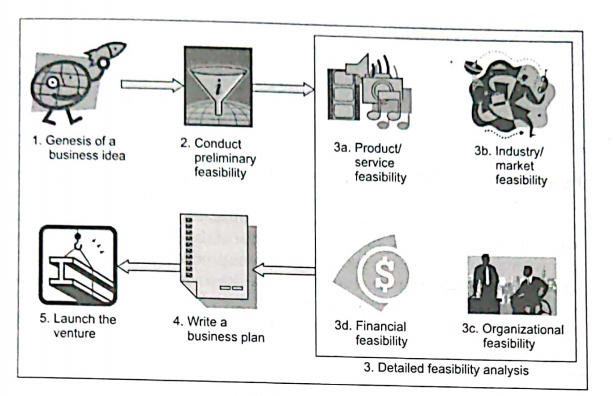 1. Genesis of a
business idea
i
2. Conduct
preliminary
feasibility
3a. Product/
service
feasibility
3b. Industry/
market
feasibility
5. Launch the
venture
4. Write a
business plan
$
3d. Financial
feasibility
3c. Organizational
feasibility
3. Detailed feasibility analysis